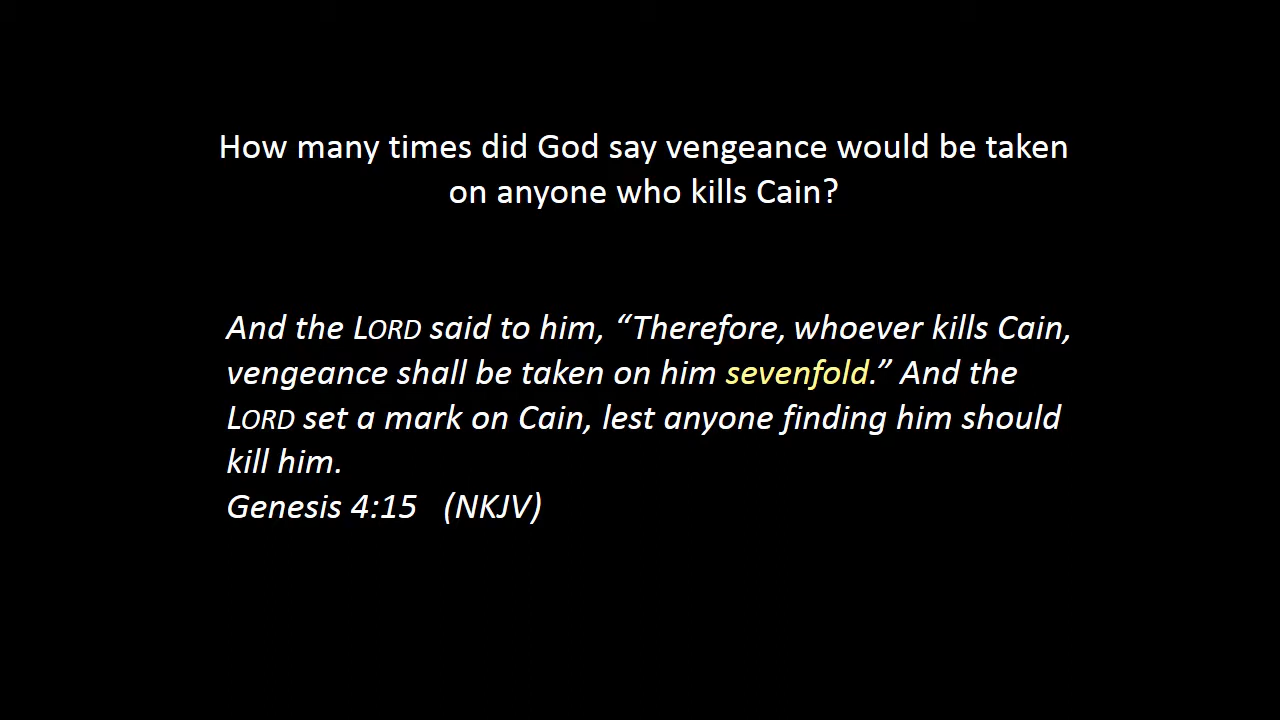 How many times did God say vengeance would be taken
on anyone who kills Cain?
And the LORD said to him, “Therefore, whoever kills Cain,
vengeance shall be taken on him sevenfold.” And the
LORD set a mark on Cain, lest anyone finding him should
kill him.
Genesis 4:15 (NKJV)